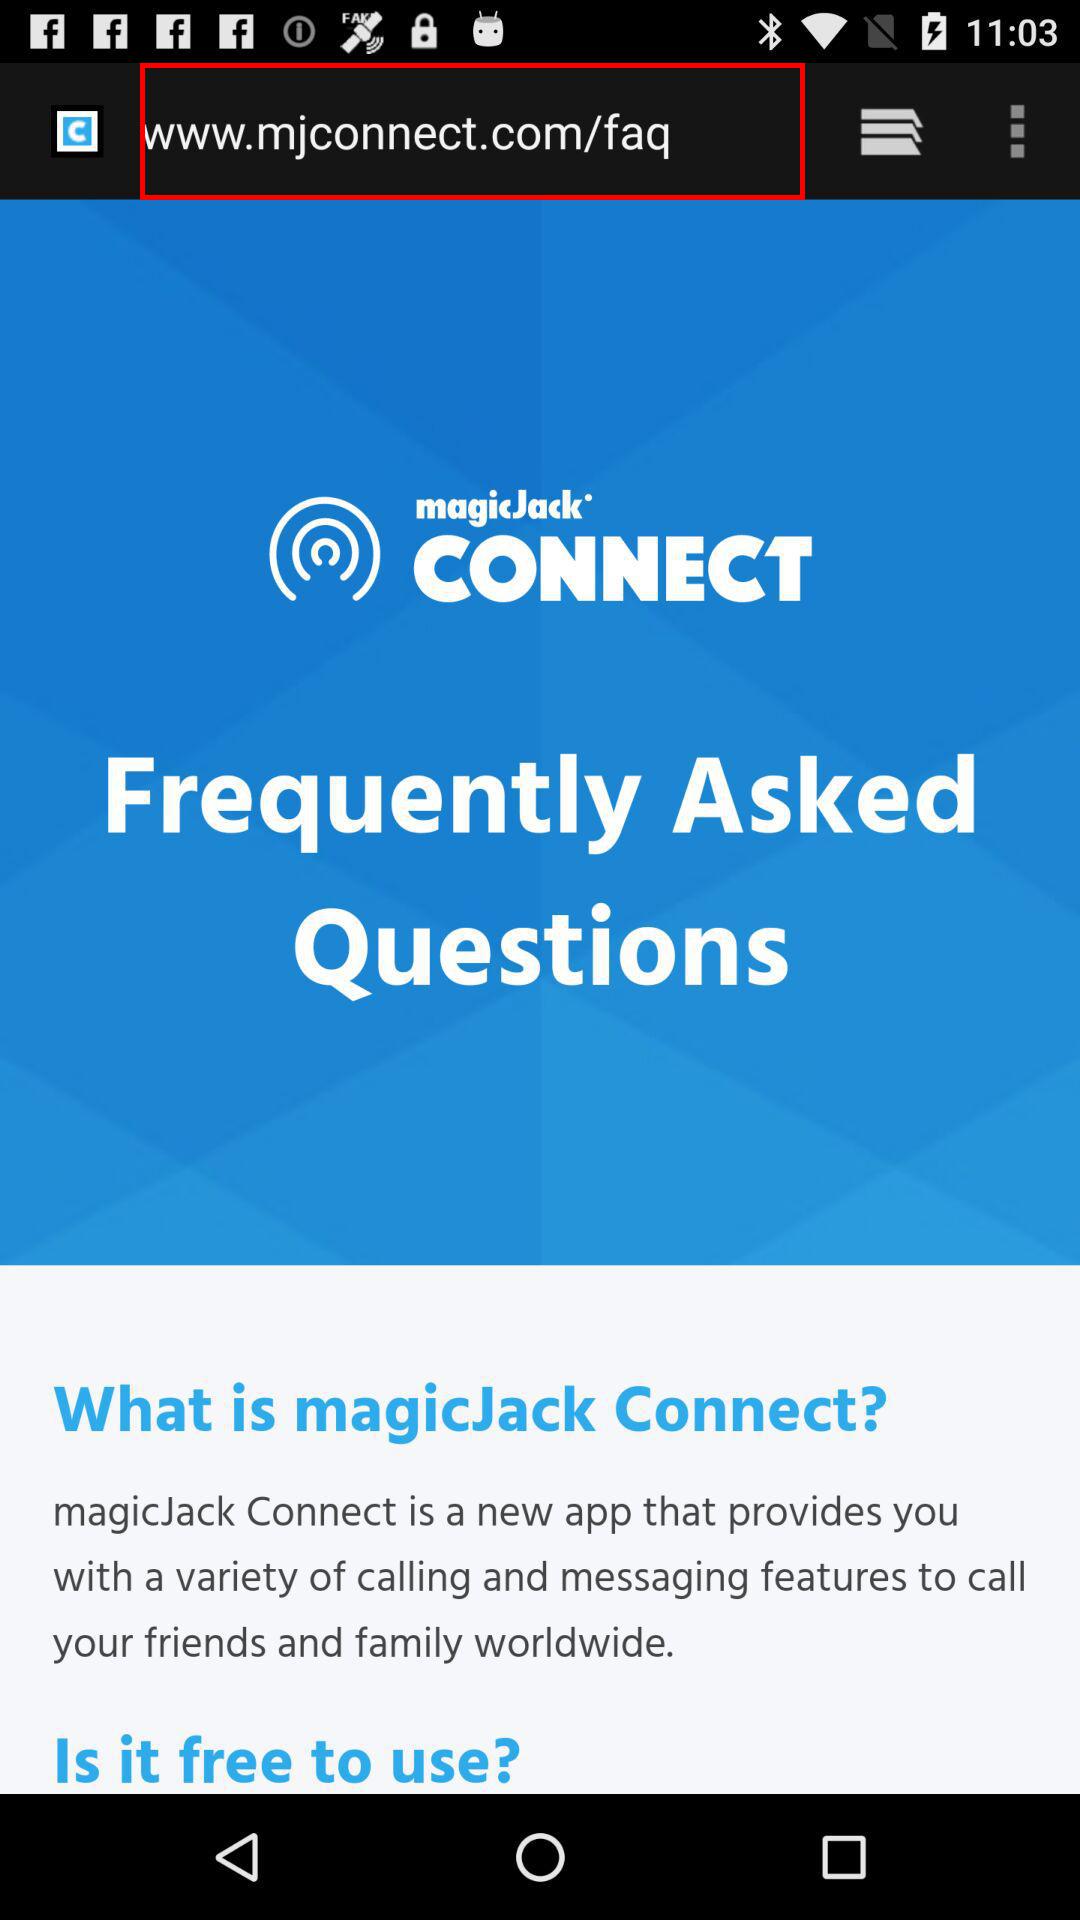 FAKE
11:03
C
www.mjconnect.com/faq
magicJack
CONNECT
Frequently Asked
Questions
What is magicJack Connect?
magicJack Connect is a new app that provides you
with a variety of calling and messaging features to call
your friends and family worldwide.
Is it free to use?